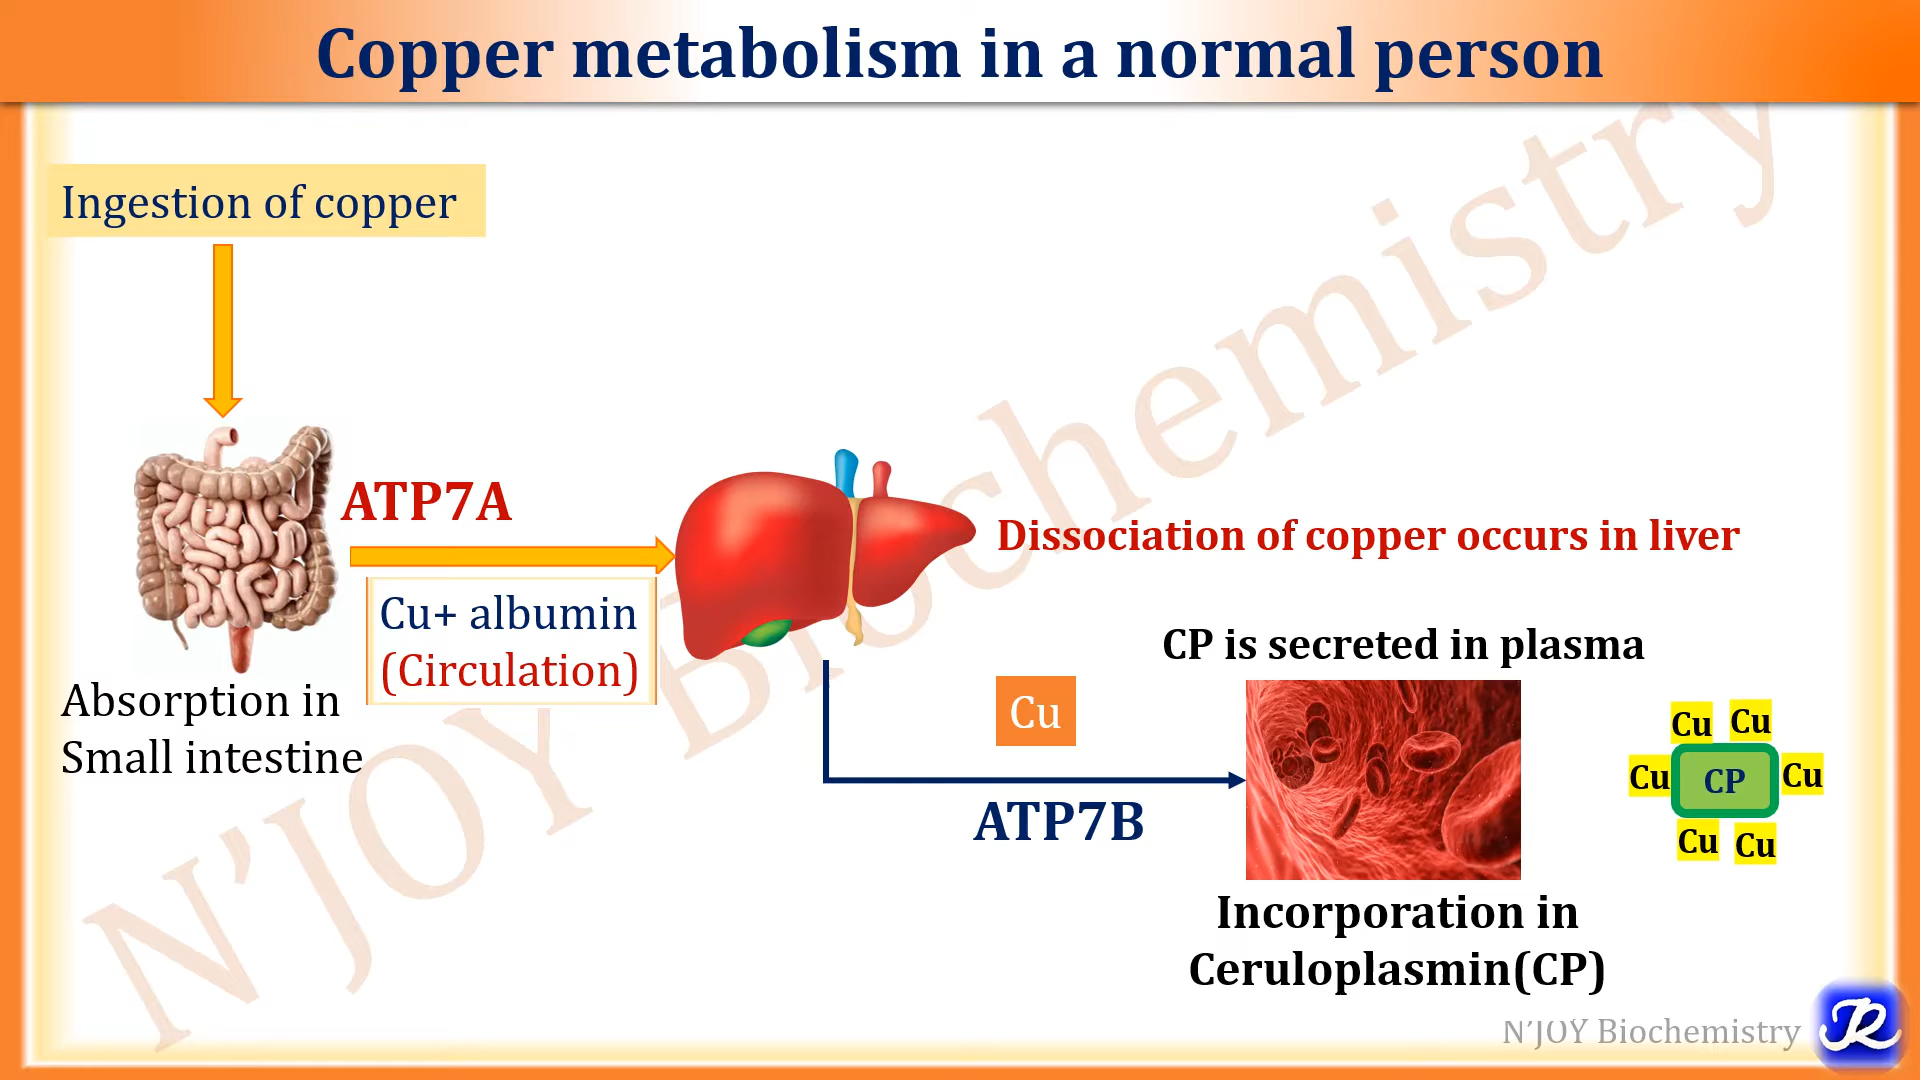 Copper metabolism in a normal person
Ingestion of copper
ATP7A
Cu+ albumin
(Circulation)
Absorption in
Small intestine
Dissociation of copper occurs in liver
CP is secreted in plasma
Cu
ATP7B
Cu Cu
Cu CP Cu
Cu Cu
Incorporation in
Ceruloplasmin(CP)
N'JOY Biochemistry
N'JOY Biochemistry